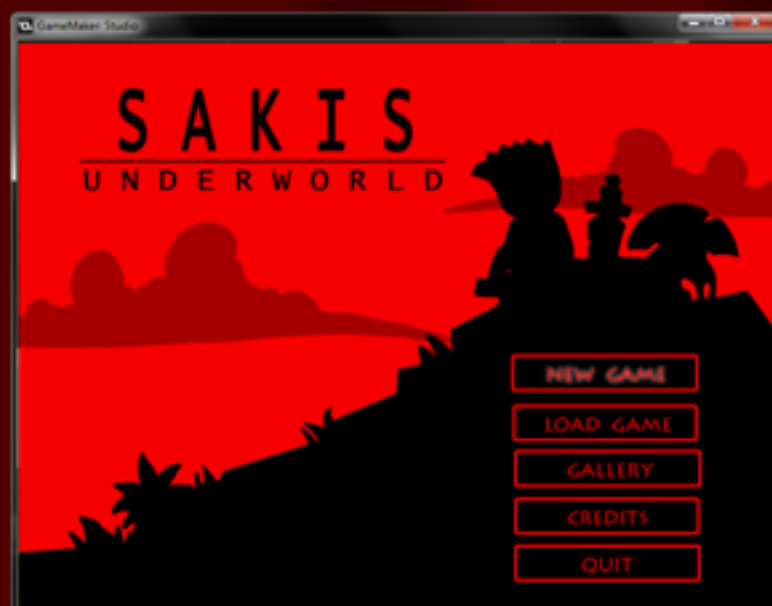 GameMaker Studio
SAKIS
UNDERWORLD
NEW GAME
LOAD GAME
GALLERY
CREDITS
QUIT